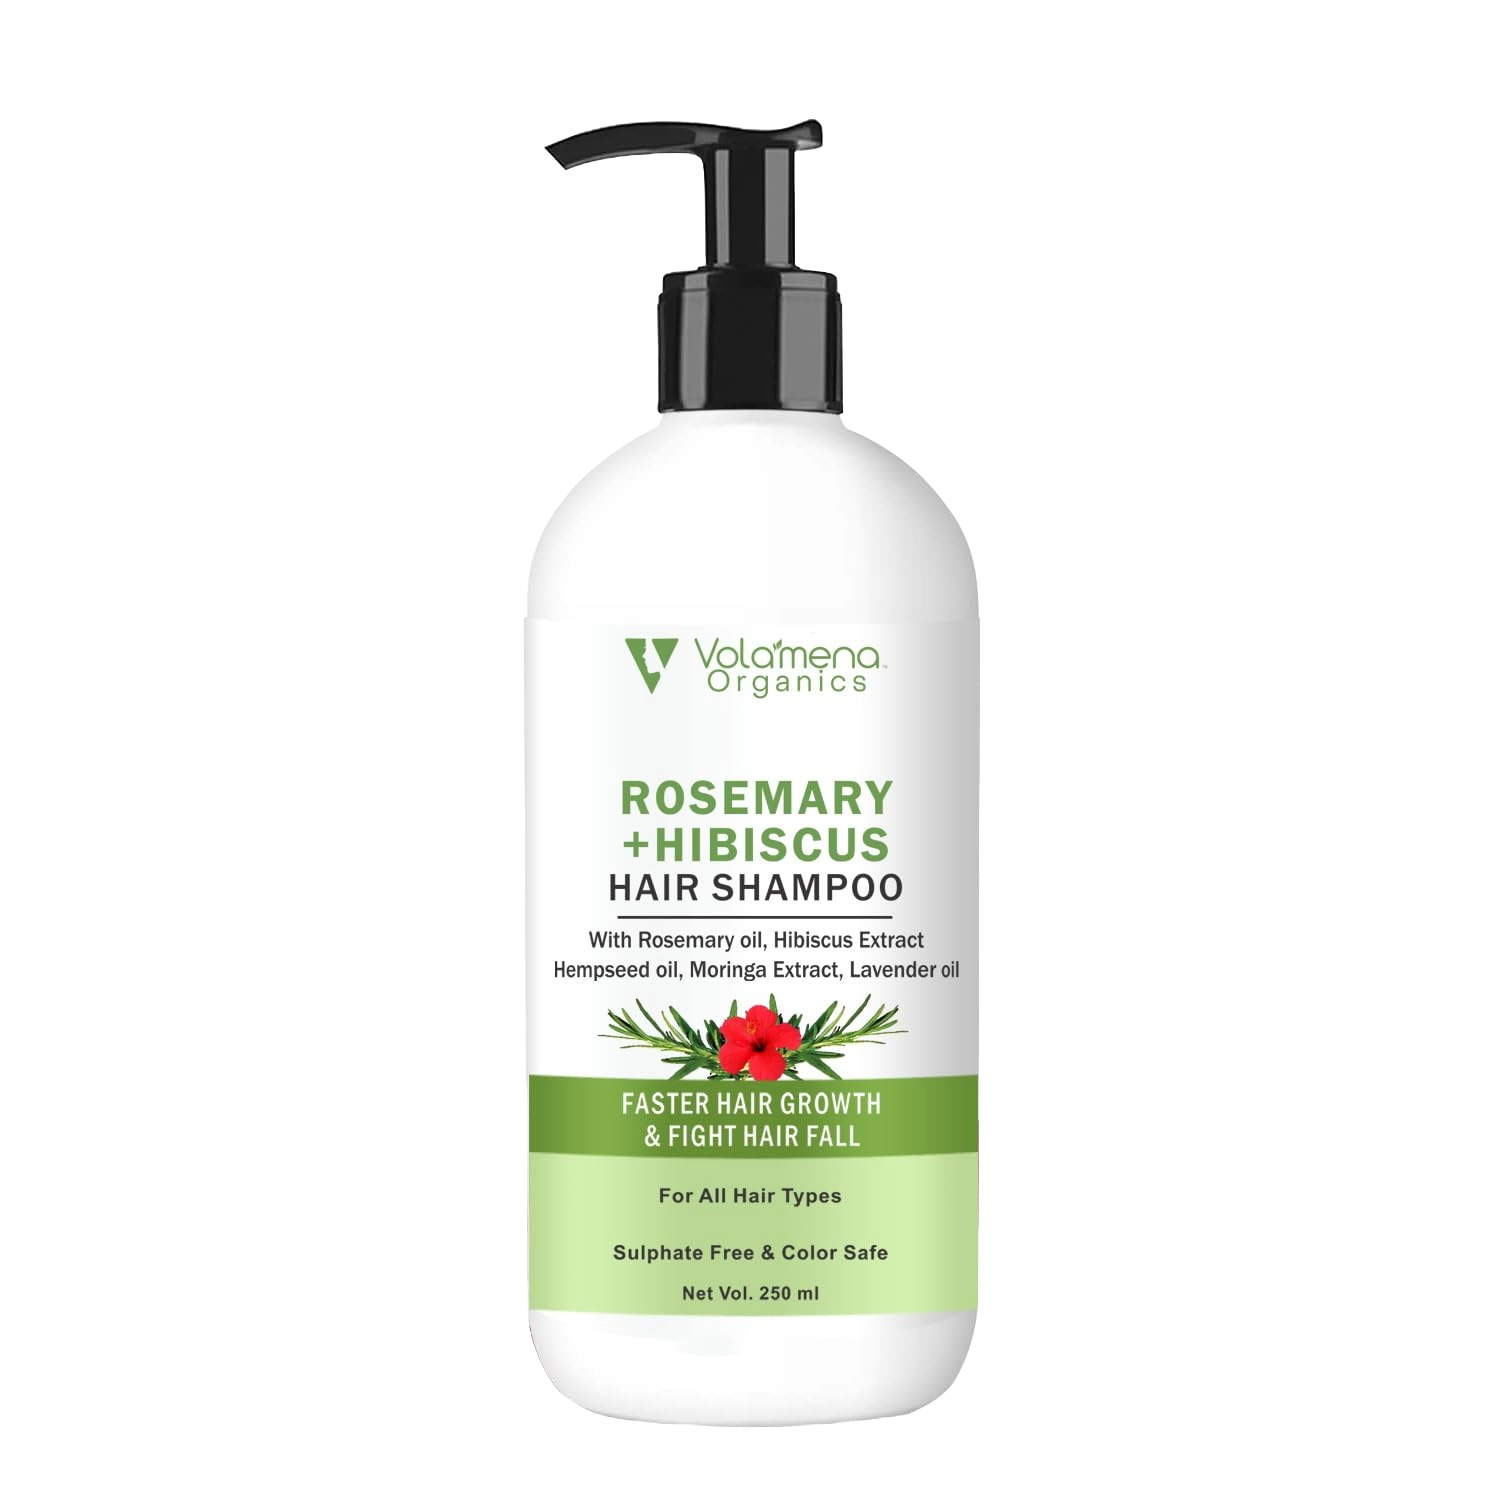 Volamena™
Organics
ROSEMARY
+HIBISCUS
HAIR SHAMPOO
With Rosemary oil, Hibiscus Extract
Hempseed oil, Moringa Extract, Lavender oil
FASTER HAIR GROWTH
& FIGHT HAIR FALL
For All Hair Types
Sulphate Free & Color Safe
Net Vol. 250 ml